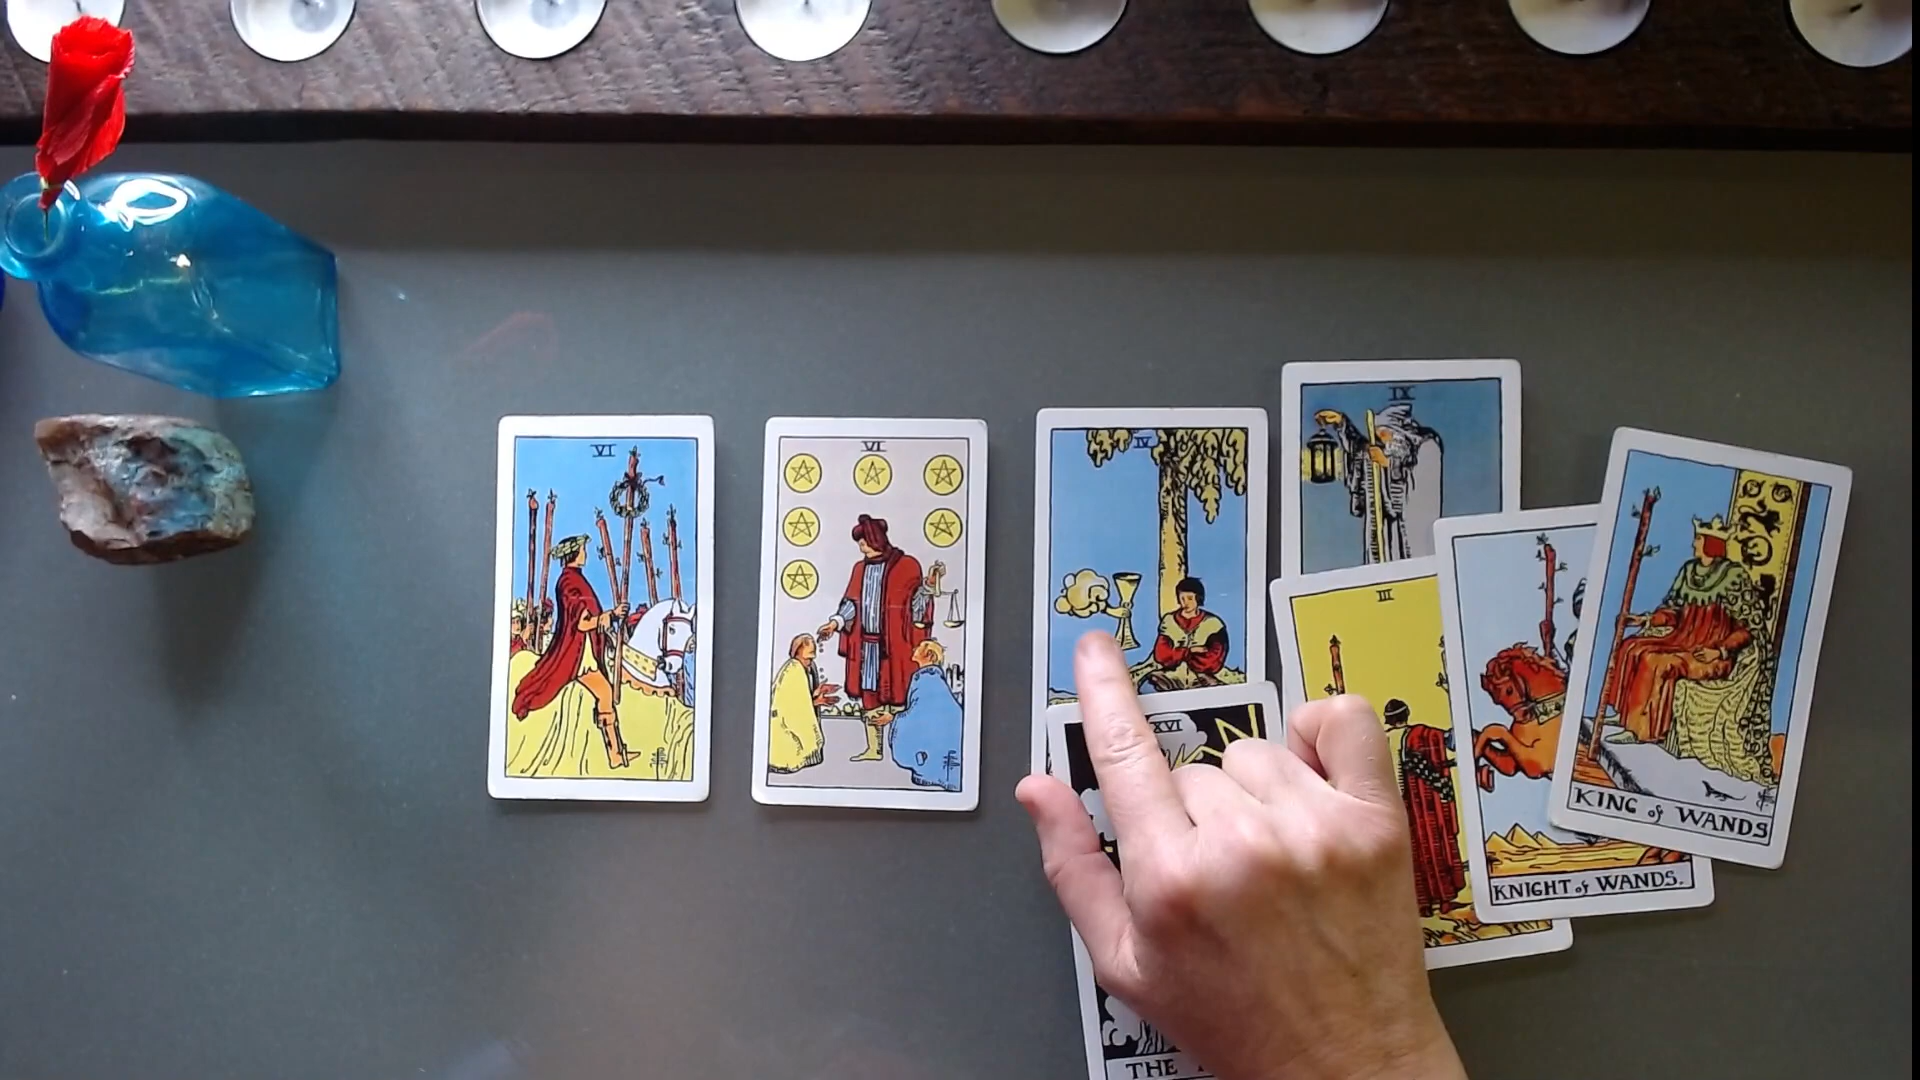 VI
VI
IV
IX
III
XVI
KING of WANDS
KNIGHT of WANDS.
THE